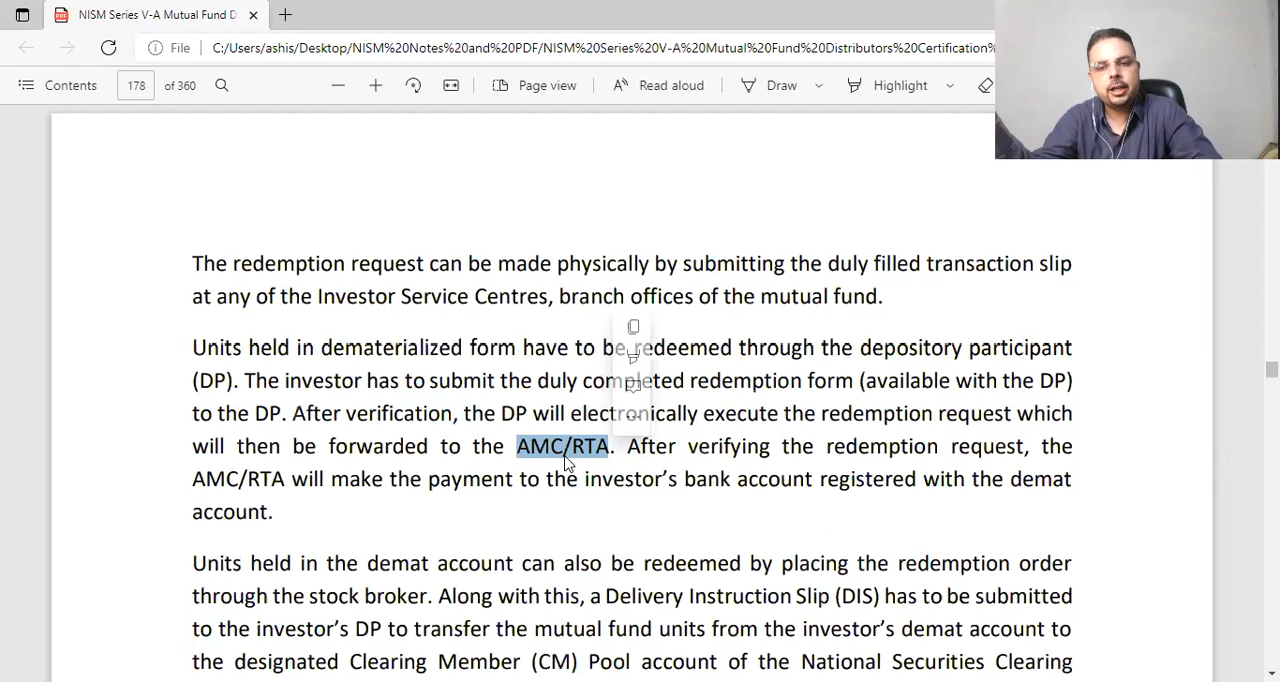 NISM Series V-A Mutual Fund D
File
C:/Users/ashis/Desktop/NISM%20Notes%20and%20PDF/NISM%20Series%20V-A%20Mutual%20Fund%20Distributors%20Certification%
Contents
178
of 360
Page view
Read aloud
Draw
Highlight
The redemption request can be made physically by submitting the duly filled transaction slip
at any of the Investor Service Centres, branch offices of the mutual fund.
Units held in dematerialized form have to be redeemed through the depository participant
(DP). The investor has to submit the duly completed redemption form (available with the DP)
to the DP. After verification, the DP will electronically execute the redemption request which
will then be forwarded to the AMC/RTA. After verifying the redemption request, the
AMC/RTA will make the payment to the investor’s bank account registered with the demat
account.
Units held in the demat account can also be redeemed by placing the redemption order
through the stock broker. Along with this, a Delivery Instruction Slip (DIS) has to be submitted
to the investor’s DP to transfer the mutual fund units from the investor’s demat account to
the designated Clearing Member (CM) Pool account of the National Securities Clearing